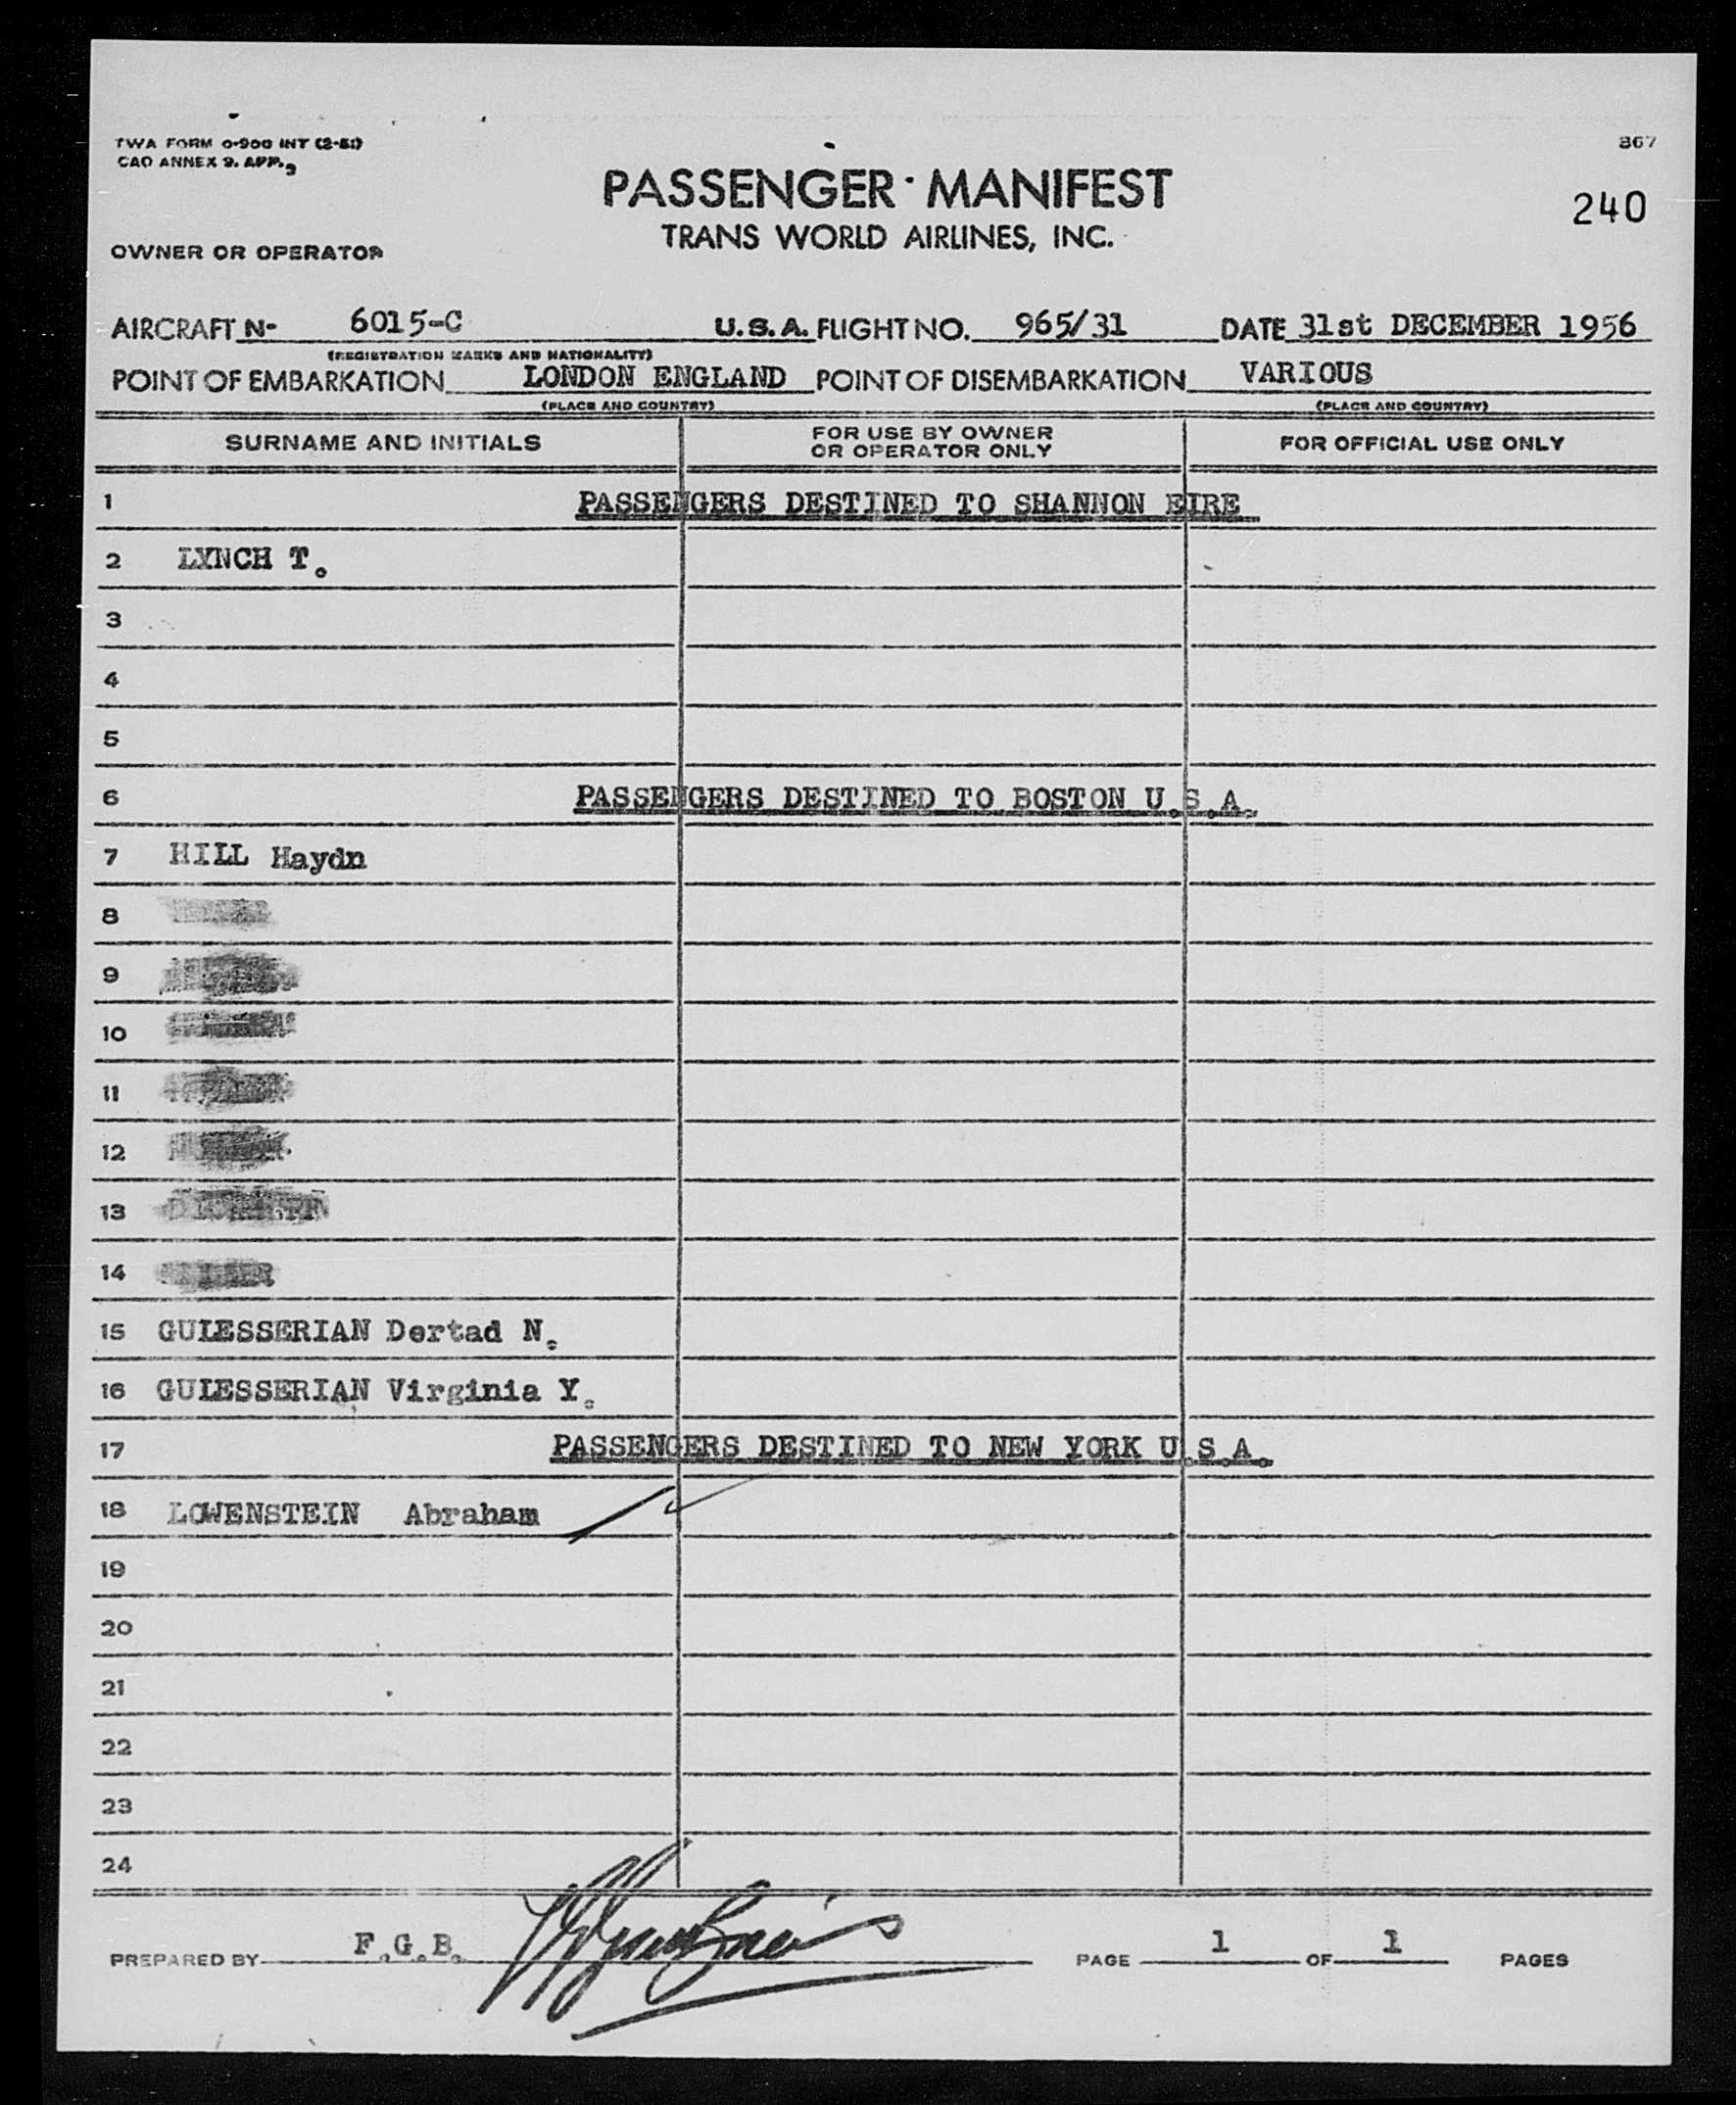 TWA FORM 0-900 INT (2-51)
CAO ANNEX 9. APP. 3
867
PASSENGER MANIFEST
240
TRANS WORLD AIRLINES, INC.
OWNER OR OPERATOR
AIRCRAFT N- 6015-C U.S.A. FLIGHT NO. 965/31 DATE 31st DECEMBER 1956
(REGISTRATION MARKS AND NATIONALITY)
POINT OF EMBARKATION LONDON ENGLAND POINT OF DISEMBARKATION VARIOUS
(PLACE AND COUNTRY) (PLACE AND COUNTRY)
SURNAME AND INITIALS FOR USE BY OWNER OR OPERATOR ONLY FOR OFFICIAL USE ONLY
1 PASSENGERS DESTINED TO SHANNON EIRE
2 LYNCH T.
3
4
5
6 PASSENGERS DESTINED TO BOSTON U.S.A.
7 HILL Haydn
8
9
10
11
12
13
14
15 GULESSERIAN Dertad N.
16 GULESSERIAN Virginia Y.
17 PASSENGERS DESTINED TO NEW YORK U.S.A.
18 LOWENSTEIN Abraham
19
20
21
22
23
24
PREPARED BY F.G.B. PAGE 1 OF 1 PAGES